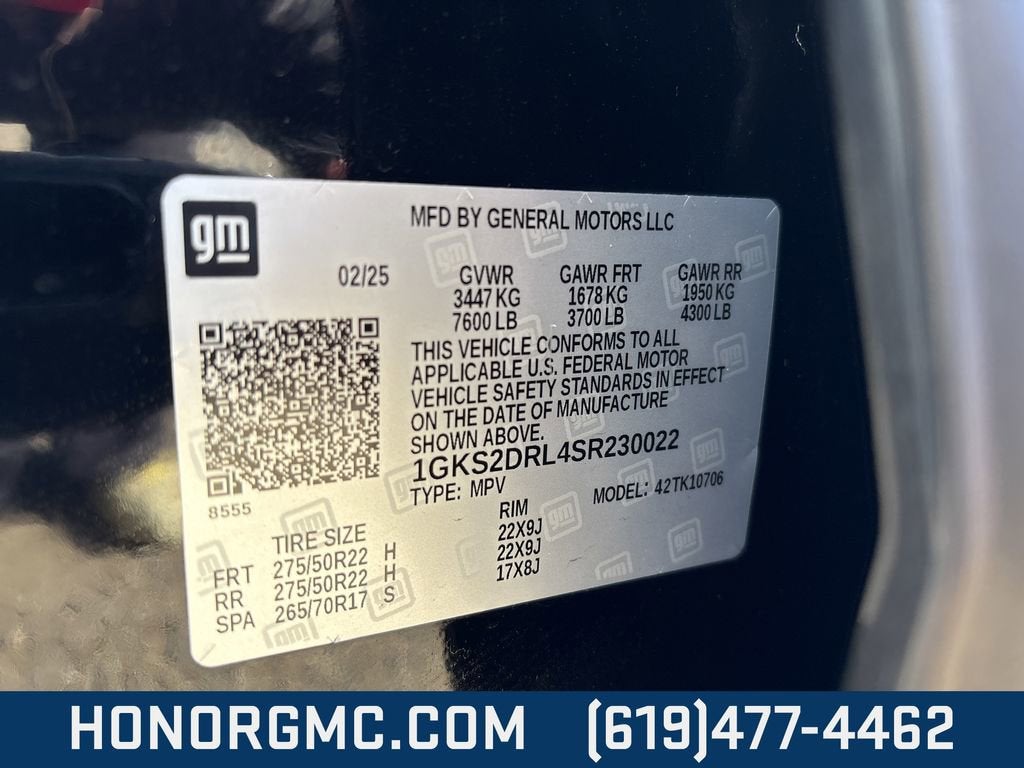 gm
MFD BY GENERAL MOTORS LLC
02/25
GVWR GAWR FRT GAWR RR
3447 KG 1678 KG 1950 KG
7600 LB 3700 LB 4300 LB
THIS VEHICLE CONFORMS TO ALL
APPLICABLE U.S. FEDERAL MOTOR
VEHICLE SAFETY STANDARDS IN EFFECT
ON THE DATE OF MANUFACTURE
SHOWN ABOVE.
1GKS2DRL4SR230022
TYPE: MPV MODEL: 42TK10706
8555
TIRE SIZE RIM
FRT 275/50R22 H 22X9J
RR 275/50R22 H 22X9J
SPA 265/70R17 S 17X8J
HONORGMC.COM (619)477-4462